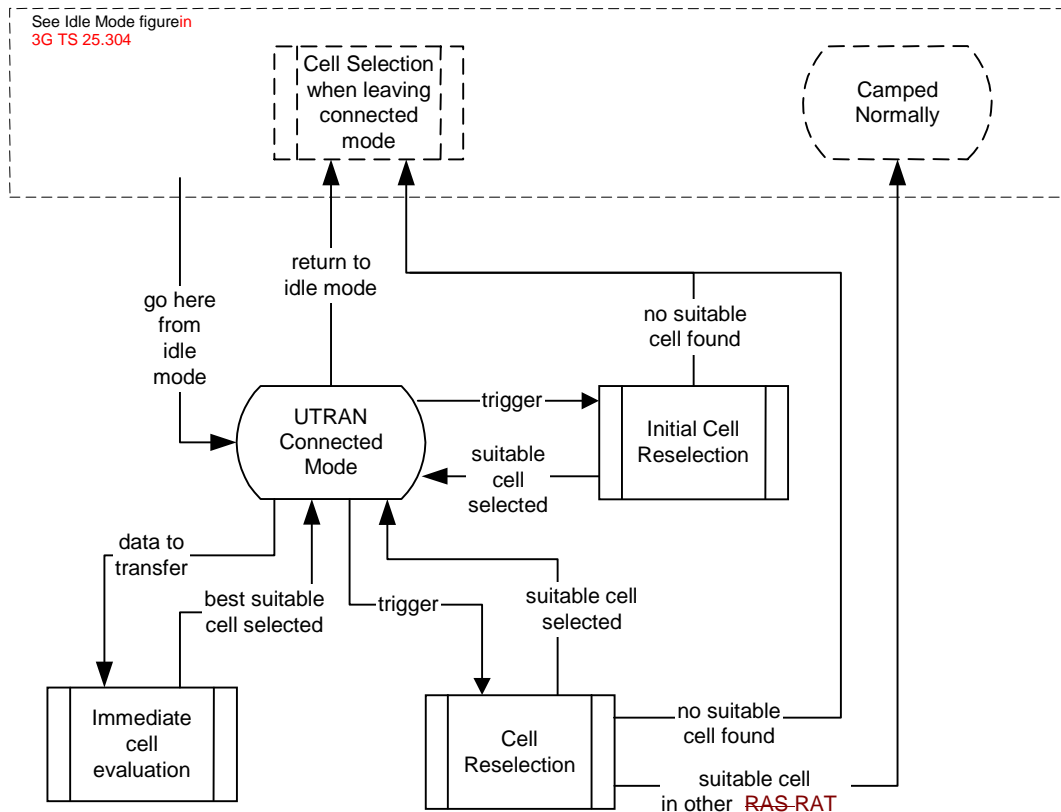 See Idle Mode figurein
3G TS 25.304
Cell Selection
when leaving
connected
mode
Camped
Normally
return to
idle mode
go here
from
idle
mode
no suitable
cell found
UTRAN
Connected
Mode
trigger
Initial Cell
Reselection
suitable
cell
selected
data to
transfer
best suitable
cell selected
trigger
suitable cell
selected
Immediate
cell
evaluation
Cell
Reselection
no suitable
cell found
suitable cell
in other RAS RAT